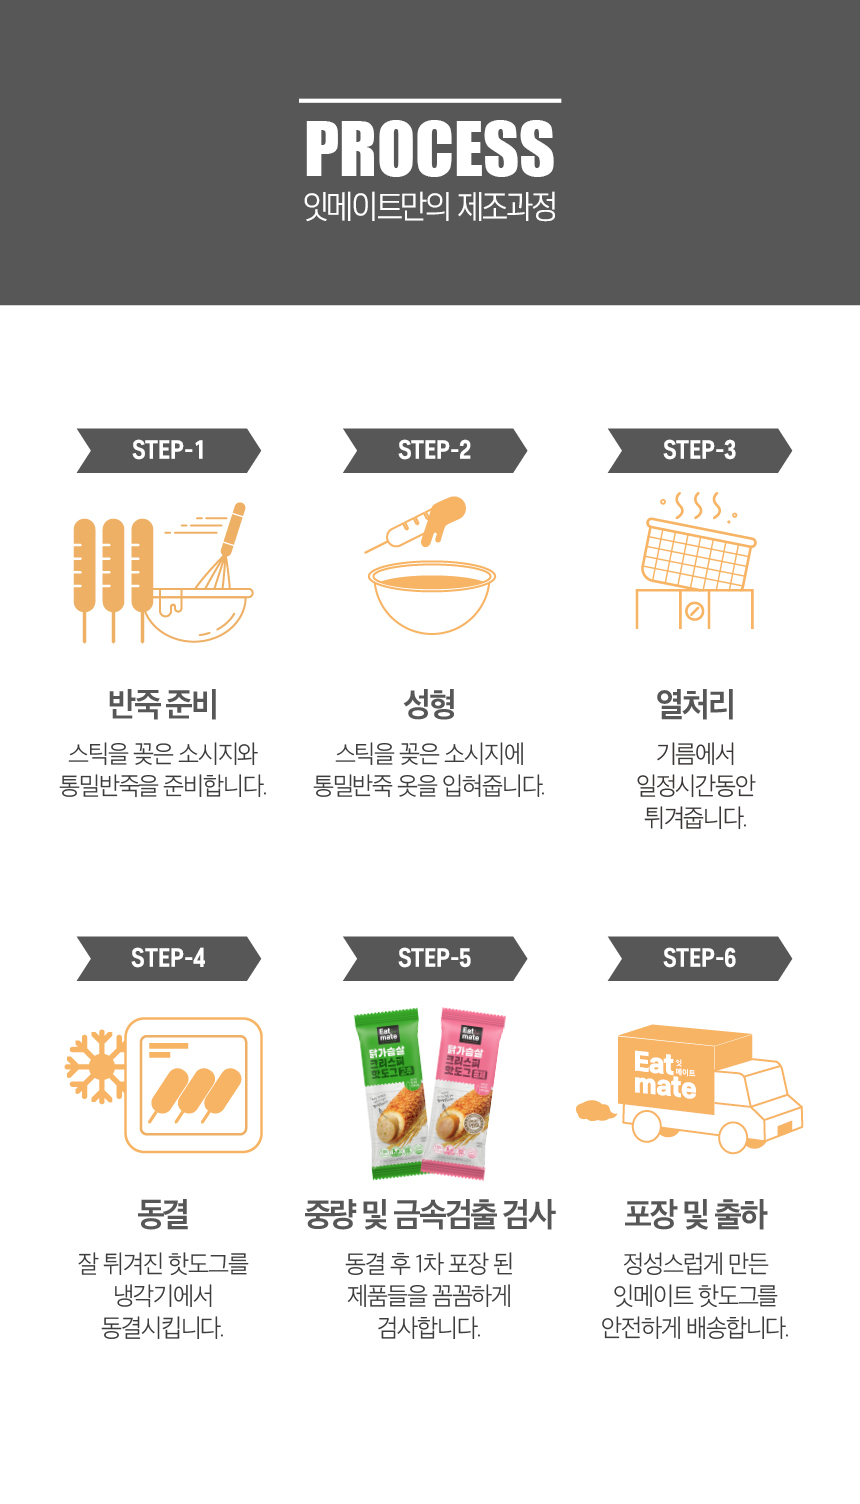 PROCESS
잇메이트만의 제조과정
STEP-1
반죽 준비
스틱을 꽂은 소시지와
통밀반죽을 준비합니다.
STEP-2
성형
스틱을 꽂은 소시지에
통밀반죽 옷을 입혀줍니다.
STEP-3
열처리
기름에서
일정시간동안
튀겨줍니다.
STEP-4
동결
잘 튀겨진 핫도그를
냉각기에서
동결시킵니다.
STEP-5
Eat
mate
닭가슴살
크리스피
핫도그
Eat
mate
닭가슴살
크리스피
핫도그
중량 및 금속검출 검사
동결 후 1차 포장 된
제품들을 꼼꼼하게
검사합니다.
STEP-6
Eat 잇
메이트
mate
포장 및 출하
정성스럽게 만든
잇메이트 핫도그를
안전하게 배송합니다.